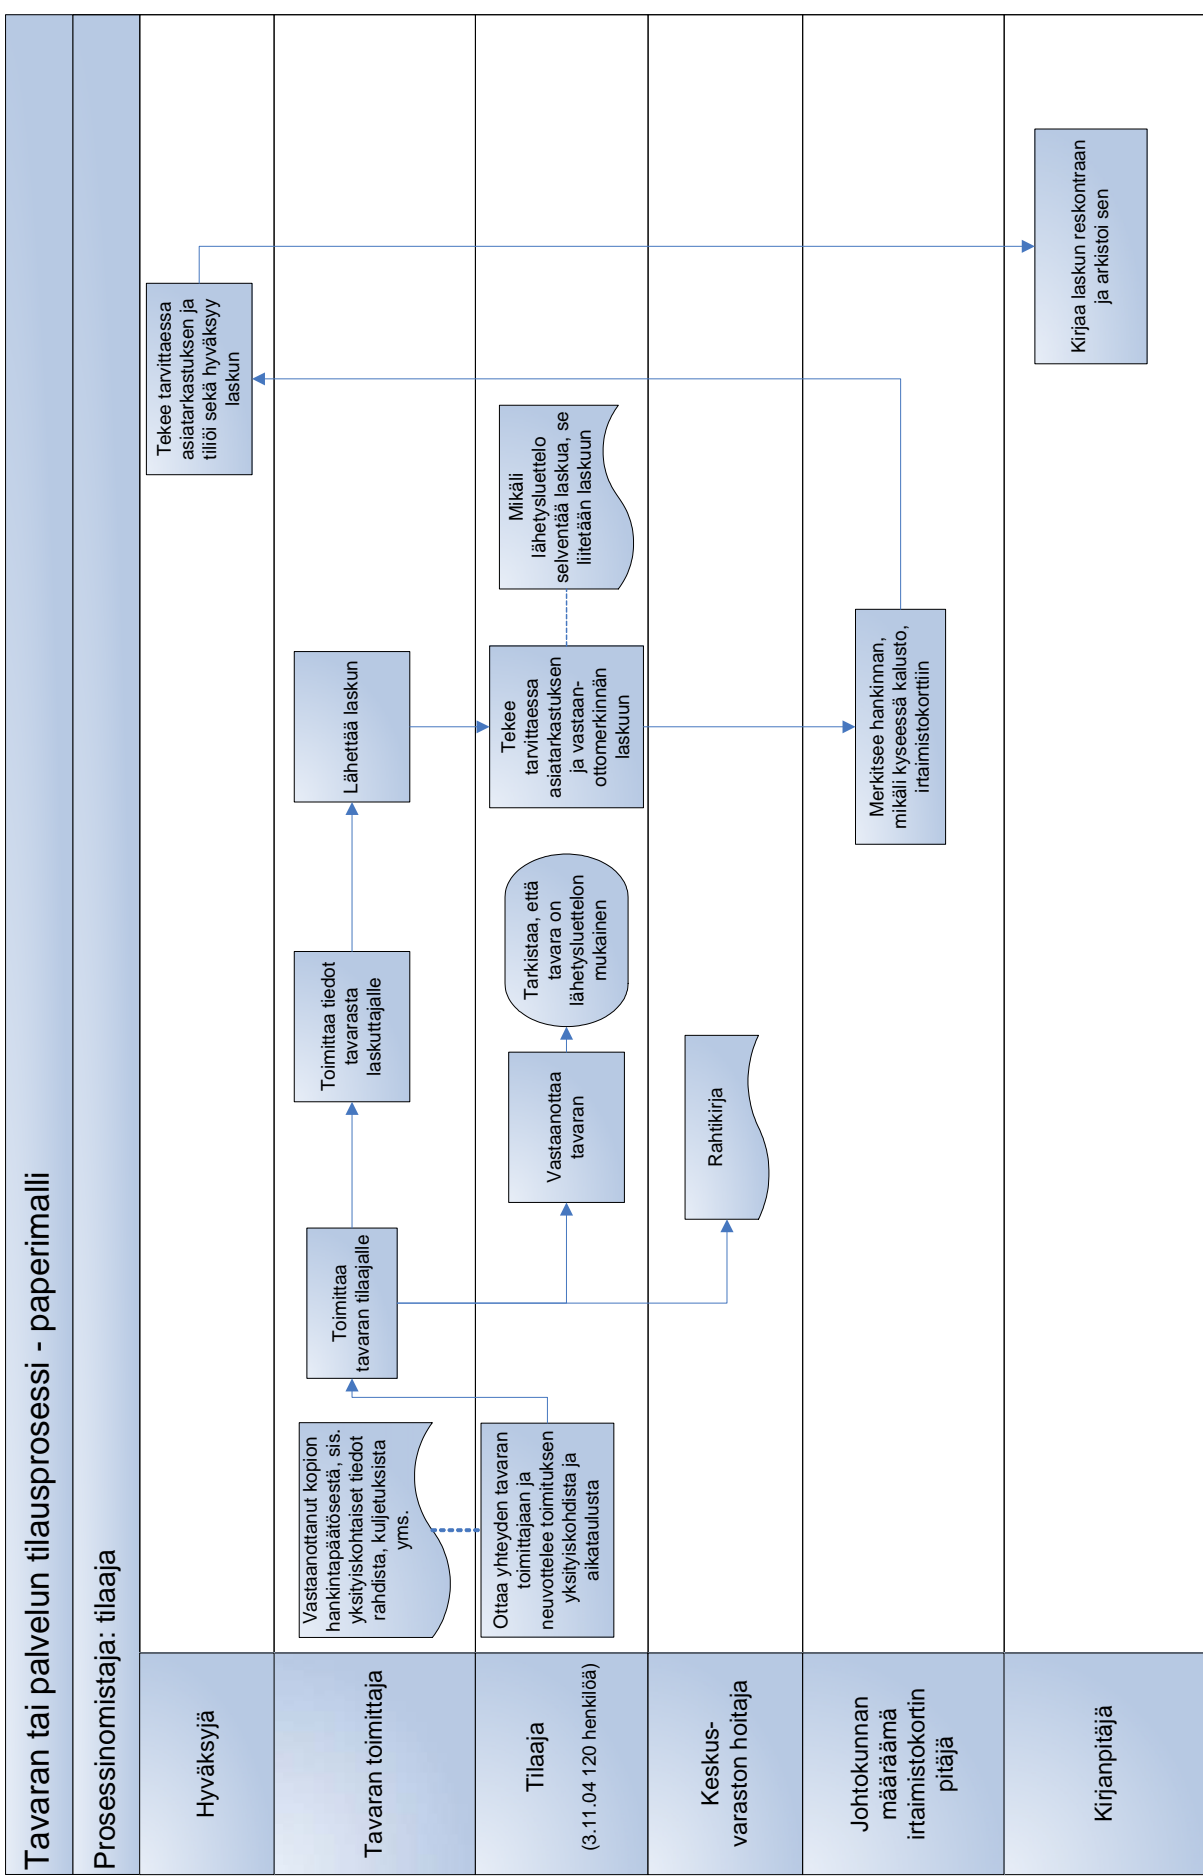 Tavaran tai palvelun tilausprosessi - paperimalli
Prosessinomistaja: tilaaja
Hyväksyjä
Tekee tarvittaessa
asiatarkastuksen ja
tiliöi sekä hyväksyy
laskun
Tavaran toimittaja
Vastaanottanut kopion
hankintapäätösestä, sis.
yksityiskohtaiset tiedot
rahdista, kuljetuksista
yms.
Toimittaa
tavaran tilaajalle
Toimittaa tiedot
tavarasta
laskuttajalle
Lähettää laskun
Tilaaja
(3.11.04 120 henkilöä)
Ottaa yhteyden tavaran
toimittajaan ja
neuvottelee toimituksen
yksityiskohdista ja
aikataulusta
Vastaanottaa
tavaran
Tarkistaa, että
tavara on
lähetysluettelon
mukainen
Tekee
tarvittaessa
asiatarkastuksen
ja vastaan-
ottomerkinnän
laskuun
Mikäli
lähetysluettelo
selventää laskua, se
liitetään laskuun
Keskus-
varaston hoitaja
Rahtikirja
Johtokunnan
määräämä
irtaimistokortin
pitäjä
Merkitsee hankinnan,
mikäli kyseessä kalusto,
irtaimistokorttiin
Kirjanpitäjä
Kirjaa laskun reskontraan
ja arkistoi sen